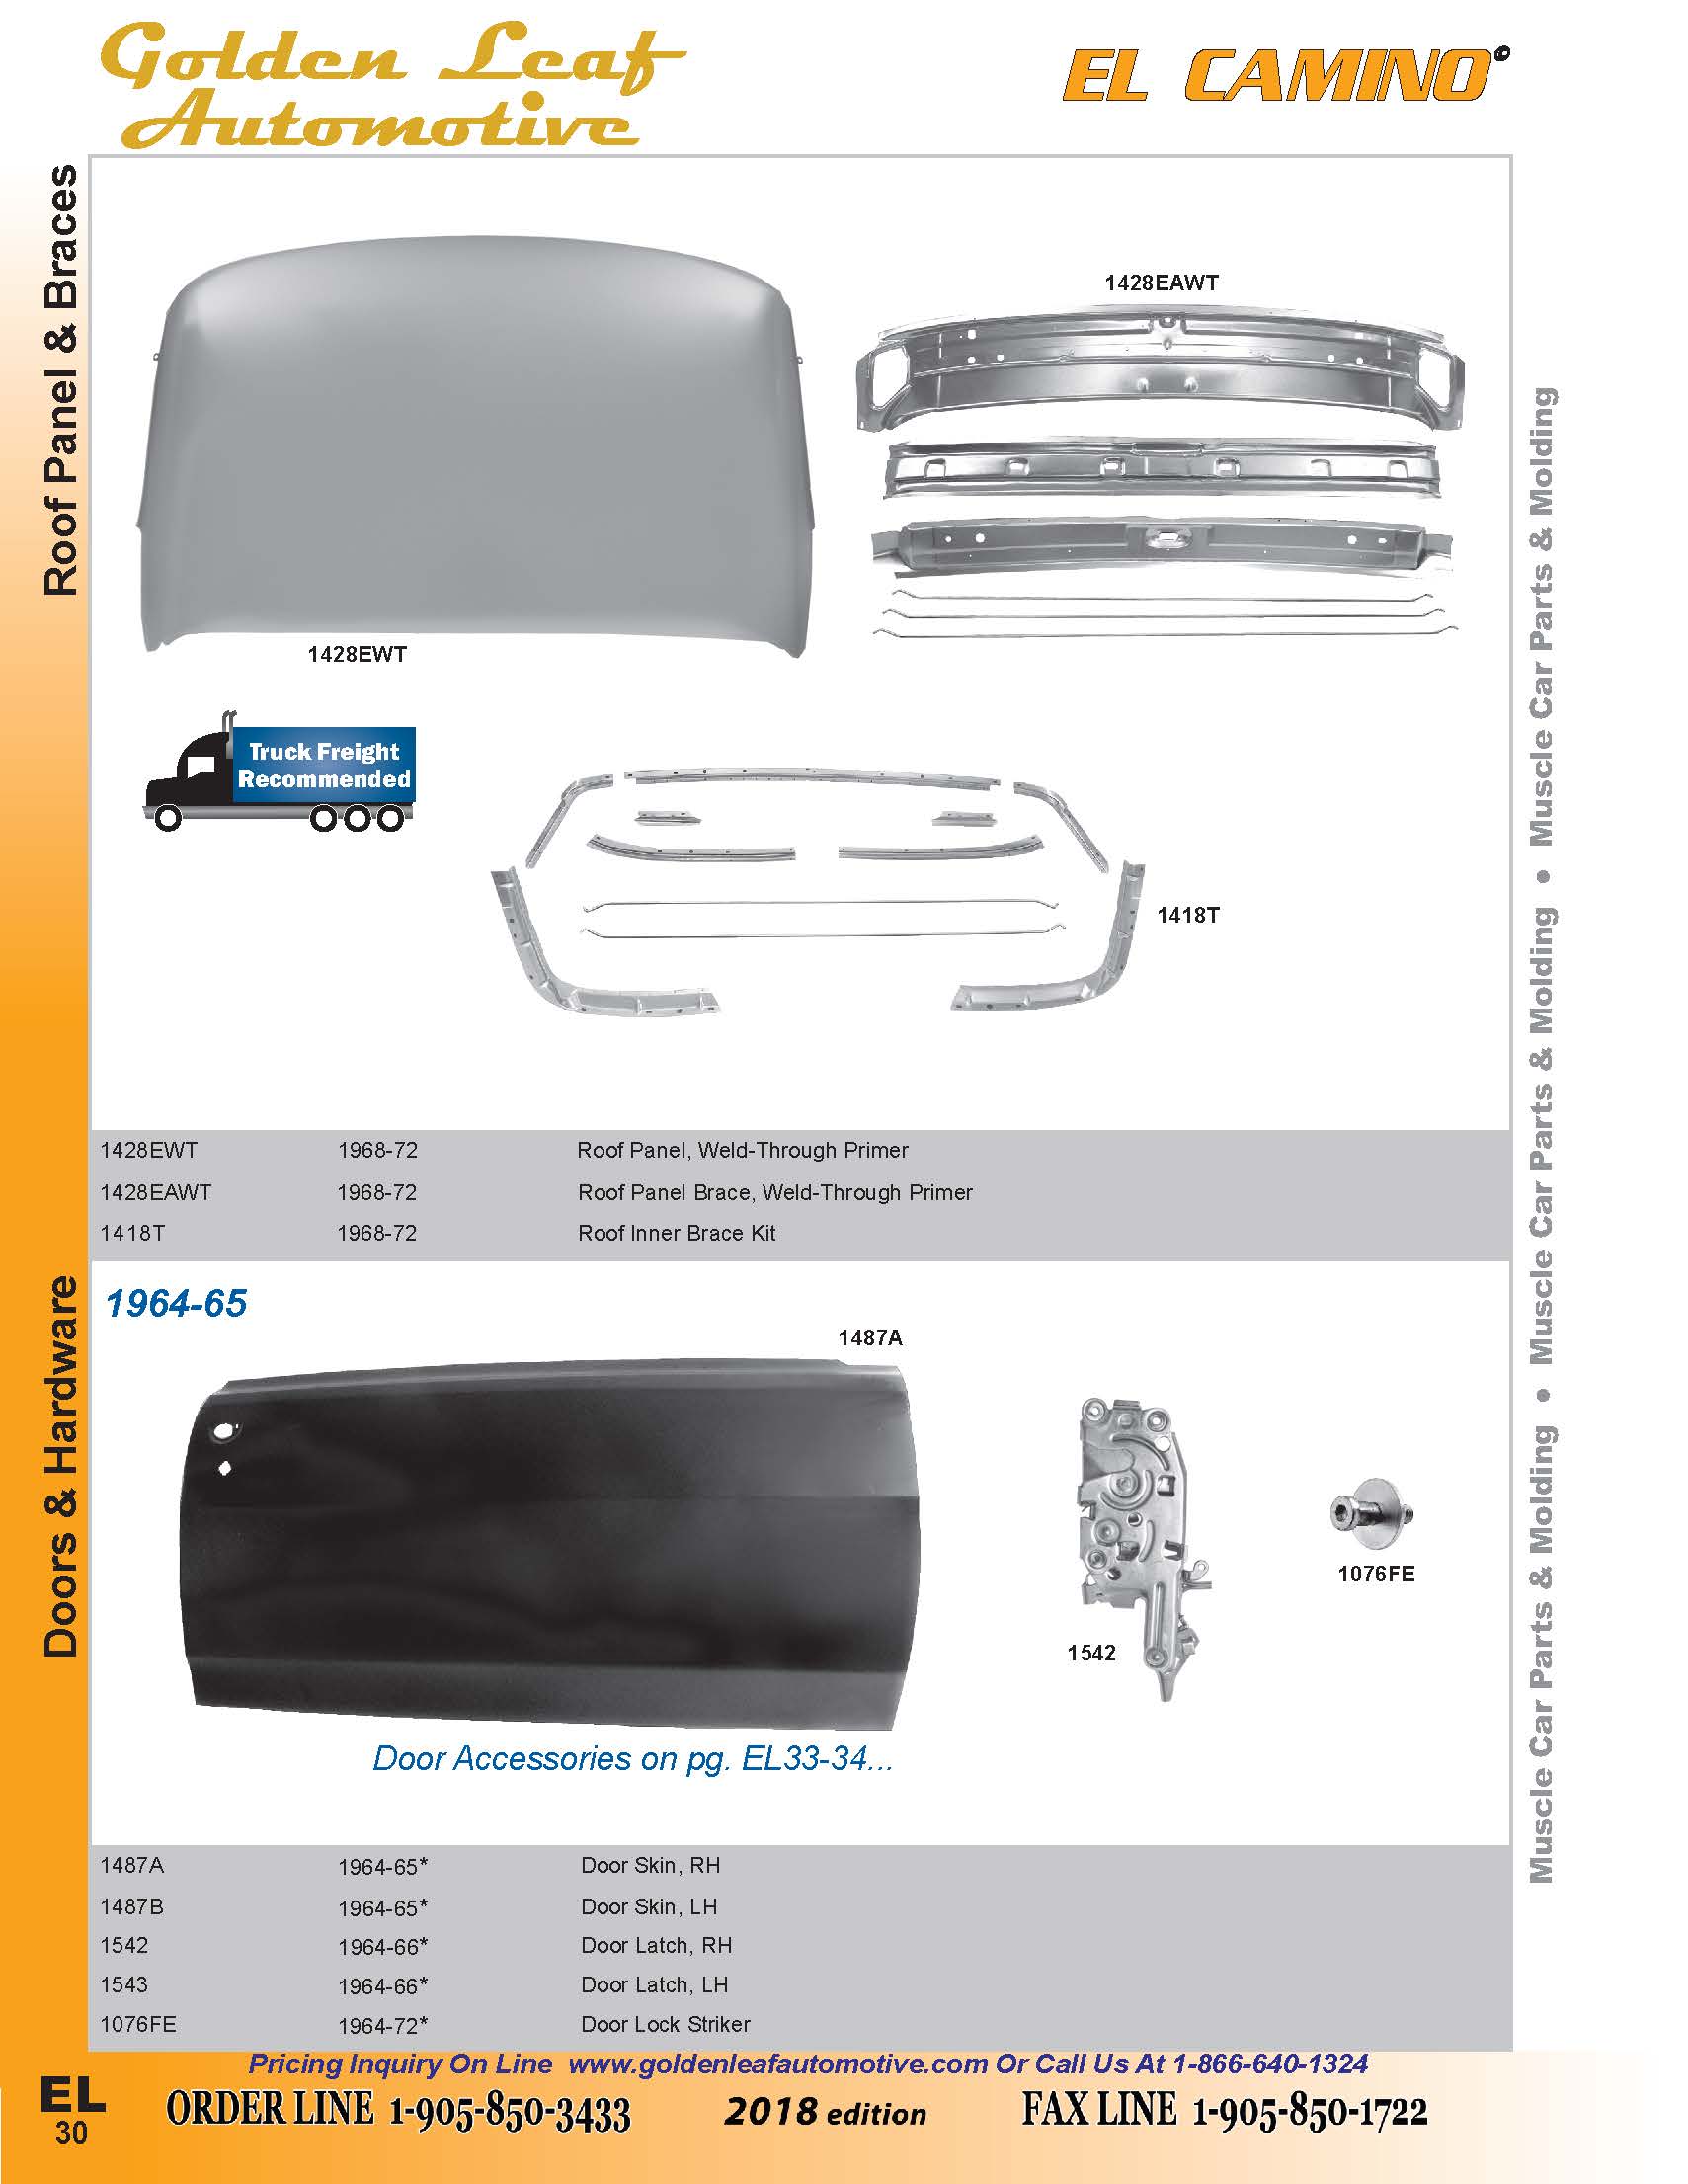 Golden Leaf
Automotive
EL CAMINO
Roof Panel & Braces
1428EAWT
1428EWT
Truck Freight
Recommended
1418T
1428EWT 1968-72 Roof Panel, Weld-Through Primer
1428EAWT 1968-72 Roof Panel Brace, Weld-Through Primer
1418T 1968-72 Roof Inner Brace Kit
Doors & Hardware
1964-65
1487A
1076FE
1542
Door Accessories on pg. EL33-34...
1487A 1964-65* Door Skin, RH
1487B 1964-65* Door Skin, LH
1542 1964-66* Door Latch, RH
1543 1964-66* Door Latch, LH
1076FE 1964-72* Door Lock Striker
Muscle Car Parts & Molding • Muscle Car Parts & Molding • Muscle Car Parts & Molding
Pricing Inquiry On Line www.goldenleafautomotive.com Or Call Us At 1-866-640-1324
EL
30
ORDER LINE 1-905-850-3433 2018 edition FAX LINE 1-905-850-1722